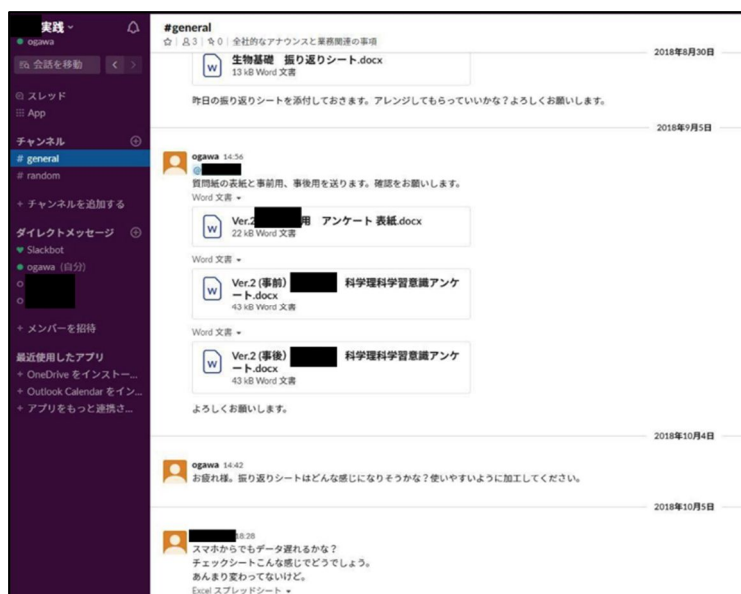 実践
ogawa
会話を移動
スレッド
App
チャンネル
# general
# random
+ チャンネルを追加する
ダイレクトメッセージ
Slackbot
ogawa (自分)
+ メンバーを招待
最近使用したアプリ
+ OneDrive をインストー...
+ Outlook Calendar をイン...
+ アプリをもっと連携さ...
#general
3 | 0 | 全社的なアナウンスと業務関連の事項
2018年8月30日
生物基礎 振り返りシート.docx
13 kB Word 文書
昨日の振り返りシートを添付しておきます。アレンジしてもらっていいかな？よろしくお願いします。
2018年9月5日
ogawa 14:56
@
質問紙の表紙と事前用、事後用を送ります。確認をお願いします。
Word 文書
Ver.2 用 アンケート 表紙.docx
22 kB Word 文書
Word 文書
Ver.2 (事前) 科学理科学習意識アンケ
ート.docx
43 kB Word 文書
Word 文書
Ver.2 (事後) 科学理科学習意識アンケ
ート.docx
43 kB Word 文書
よろしくお願いします。
2018年10月4日
ogawa 14:42
お疲れ様。振り返りシートはどんな感じになりそうかな？使いやすいように加工してください。
2018年10月5日
18:28
スマホからでもデータ遅れるかな？
チェックシートこんな感じでどうでしょう。
あんまり変わってないけど。
Excel スプレッドシート